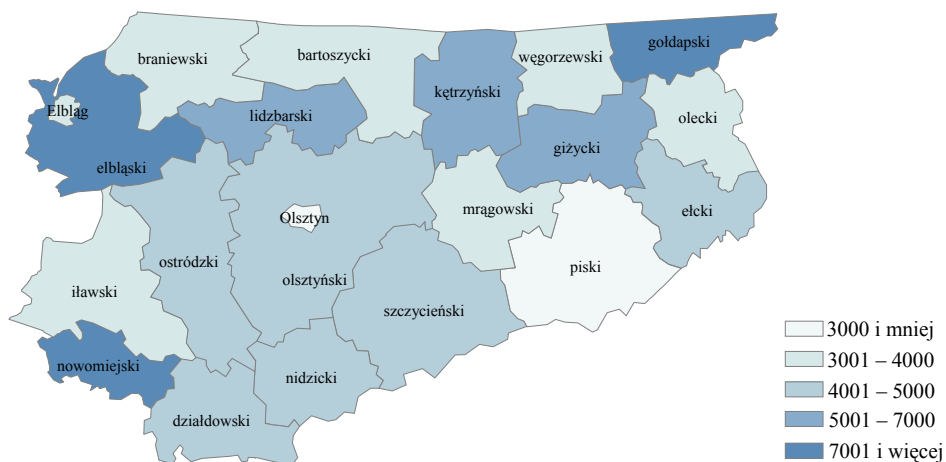 gołdapski
braniewski
bartoszycki
węgorzewski
kętrzyński
Elbląg
lidzbarski
olecki
elbląski
giżycki
mrągowski
ełcki
Olsztyn
ostródzki
olsztyński
piski
iławski
szczycieński
nowomiejski
nidzicki
działdowski
3000 i mniej
3001 – 4000
4001 – 5000
5001 – 7000
7001 i więcej